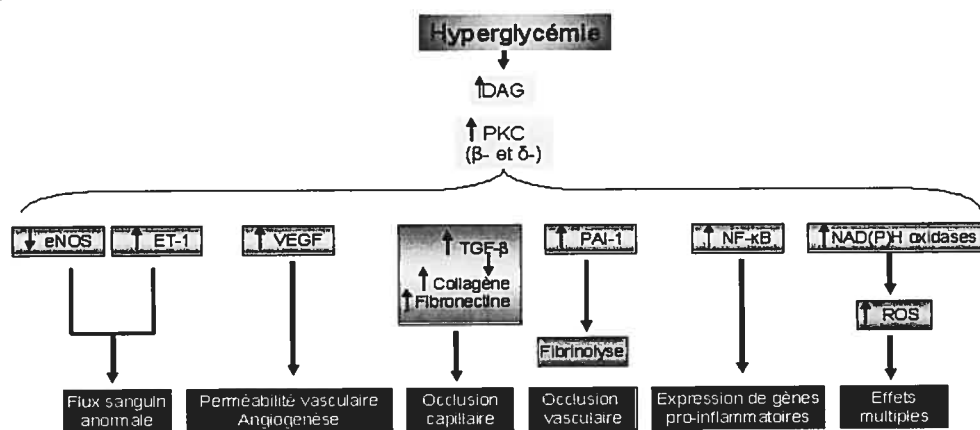 Hyperglycémie
↑DAG
↑ PKC
(β- et δ-)
↓ eNOS
↑ ET-1
↑ VEGF
↑ TGF-β
↑ Collagène
↑ Fibronectine
↑ PAI-1
↑ NF-κB
↑ NAD(P)H oxidases
↑ ROS
Fibrinolyse
Flux sanguin
anormale
Perméabilité vasculaire
Angiogenèse
Occlusion
capillaire
Occlusion
vasculaire
Expression de gènes
pro-inflammatoires
Effets
multiples